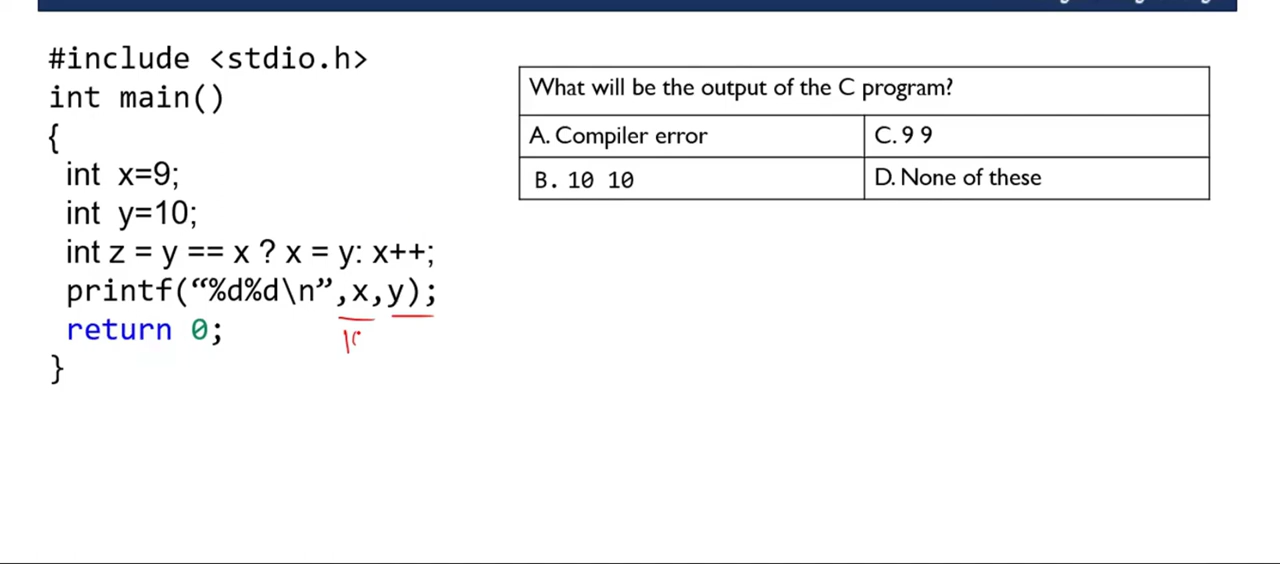 #include <stdio.h>
int main()
{
int x=9;
int y=10;
int z = y == x ? x = y: x++;
printf(“%d%d\n”,x,y);
return 0;
}
What will be the output of the C program?
A. Compiler error
C. 9 9
B. 10 10
D. None of these